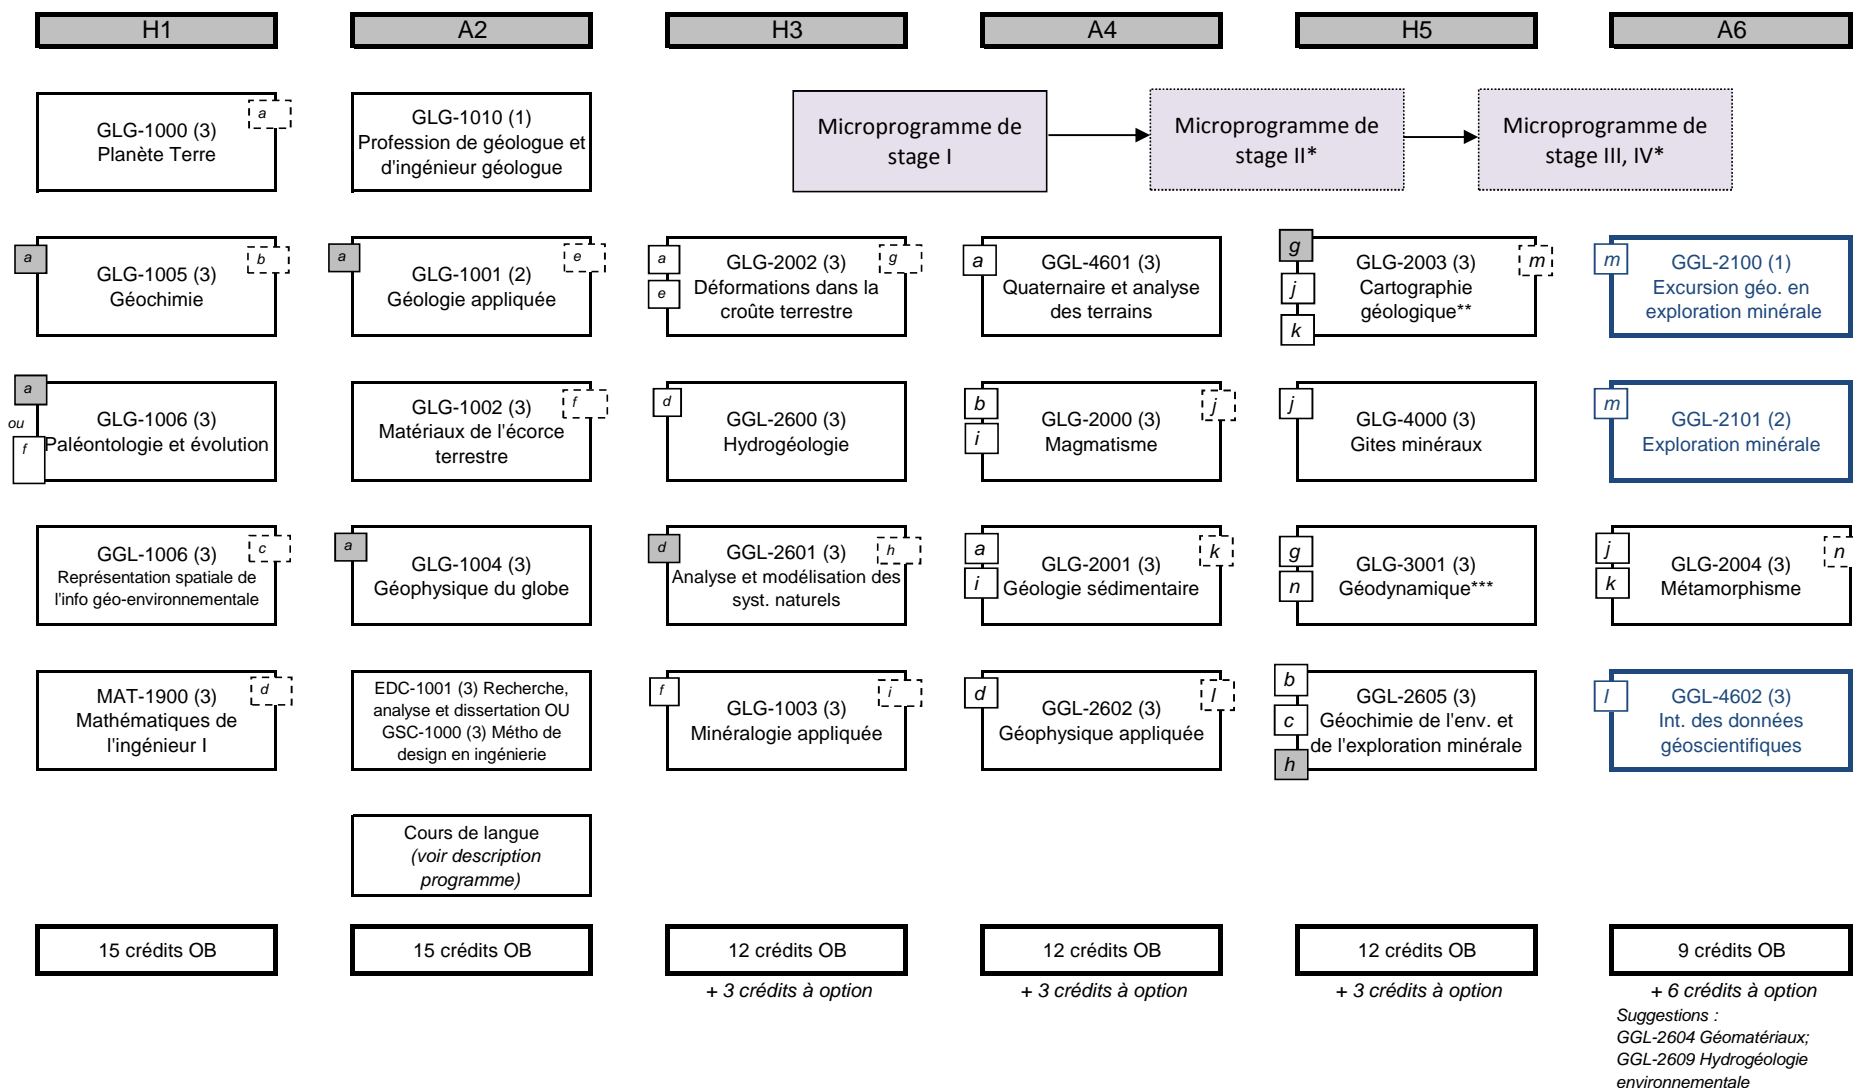 H1
A2
H3
A4
H5
A6
a
GLG-1000 (3)
Planète Terre
GLG-1010 (1)
Profession de géologue et
d'ingénieur géologue
Microprogramme de
stage I
Microprogramme de
stage II*
Microprogramme de
stage III, IV*
a
b
GLG-1005 (3)
Géochimie
a
e
GLG-1001 (2)
Géologie appliquée
a
e
g
GLG-2002 (3)
Déformations dans la
croûte terrestre
a
GGL-4601 (3)
Quaternaire et analyse
des terrains
g
j
k
m
GLG-2003 (3)
Cartographie
géologique**
m
GGL-2100 (1)
Excursion géo. en
exploration minérale
a
ou
f
GLG-1006 (3)
Paléontologie et évolution
f
GLG-1002 (3)
Matériaux de l'écorce
terrestre
d
GGL-2600 (3)
Hydrogéologie
b
i
j
GLG-2000 (3)
Magmatisme
j
GLG-4000 (3)
Gites minéraux
m
GGL-2101 (2)
Exploration minérale
c
GGL-1006 (3)
Représentation spatiale de
l'info géo-environnementale
a
GLG-1004 (3)
Géophysique du globe
d
h
GGL-2601 (3)
Analyse et modélisation des
syst. naturels
a
i
k
GLG-2001 (3)
Géologie sédimentaire
g
n
GLG-3001 (3)
Géodynamique***
j
k
n
GLG-2004 (3)
Métamorphisme
d
MAT-1900 (3)
Mathématiques de
l'ingénieur I
EDC-1001 (3) Recherche,
analyse et dissertation OU
GSC-1000 (3) Métho de
design en ingénierie
f
i
GLG-1003 (3)
Minéralogie appliquée
d
l
GGL-2602 (3)
Géophysique appliquée
b
c
h
GGL-2605 (3)
Géochimie de l'env. et
de l'exploration minérale
l
GGL-4602 (3)
Int. des données
géoscientifiques
Cours de langue
(voir description
programme)
15 crédits OB
15 crédits OB
12 crédits OB
12 crédits OB
12 crédits OB
9 crédits OB
+ 3 crédits à option
+ 3 crédits à option
+ 3 crédits à option
+ 6 crédits à option
Suggestions :
GGL-2604 Géomatériaux;
GGL-2609 Hydrogéologie
environnementale